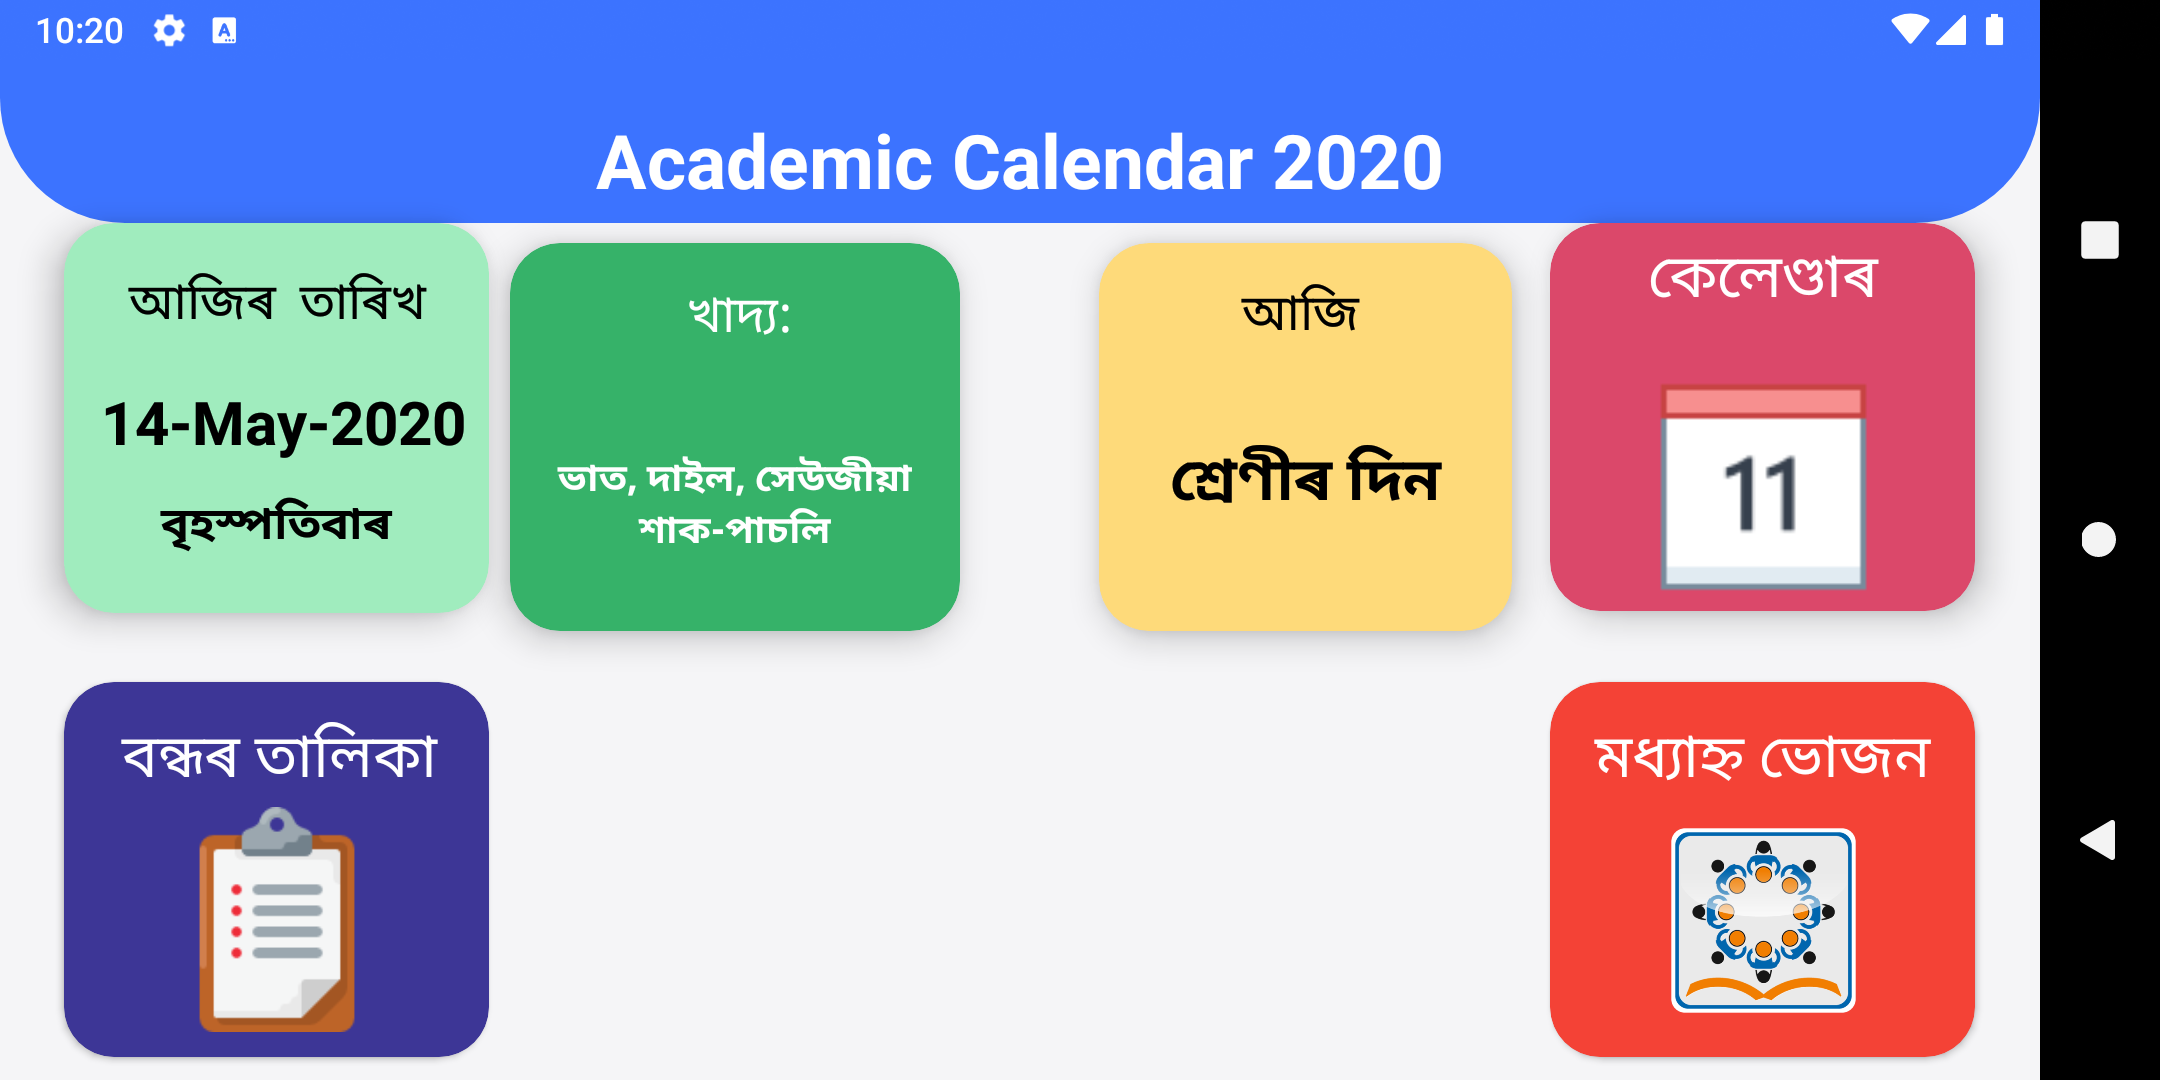 10:20
Academic Calendar 2020
আজিৰ তাৰিখ
14-May-2020
বৃহস্পতিবাৰ
খাদ্য:
ভাত, দাইল, সেউজীয়া
শাক-পাচলি
আজি
শ্ৰেণীৰ দিন
কেলেণ্ডাৰ
11
বন্ধৰ তালিকা
মধ্যাহ্ন ভোজন